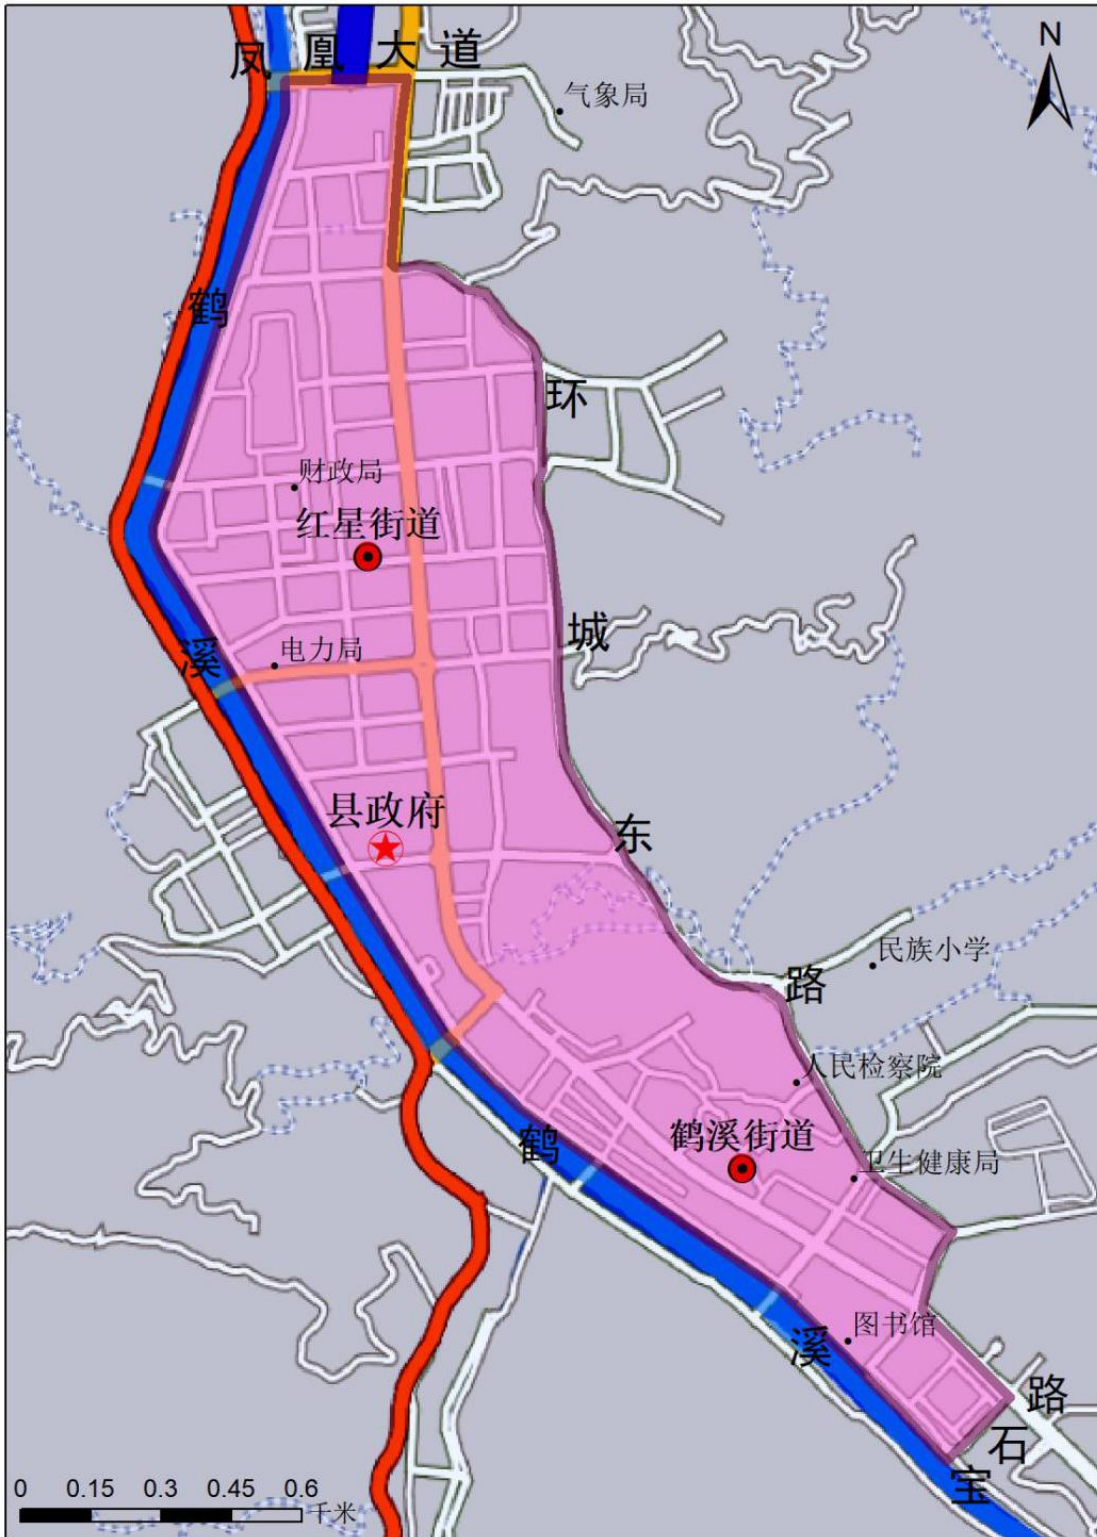 凤凰大道
N
气象局
鹤溪
环城东路
财政局
红星街道
电力局
县政府
民族小学
人民检察院
鹤溪
鹤溪街道
卫生健康局
图书馆
宝石路
0 0.15 0.3 0.45 0.6
千米